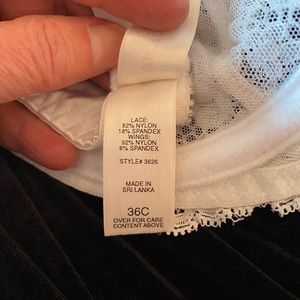 LACE:
82% NYLON
18% SPANDEX
WINGS:
92% NYLON
8% SPANDEX
STYLE# 3626
MADE IN
SRI LANKA
36C
OVER FOR CARE
CONTENT ABOVE